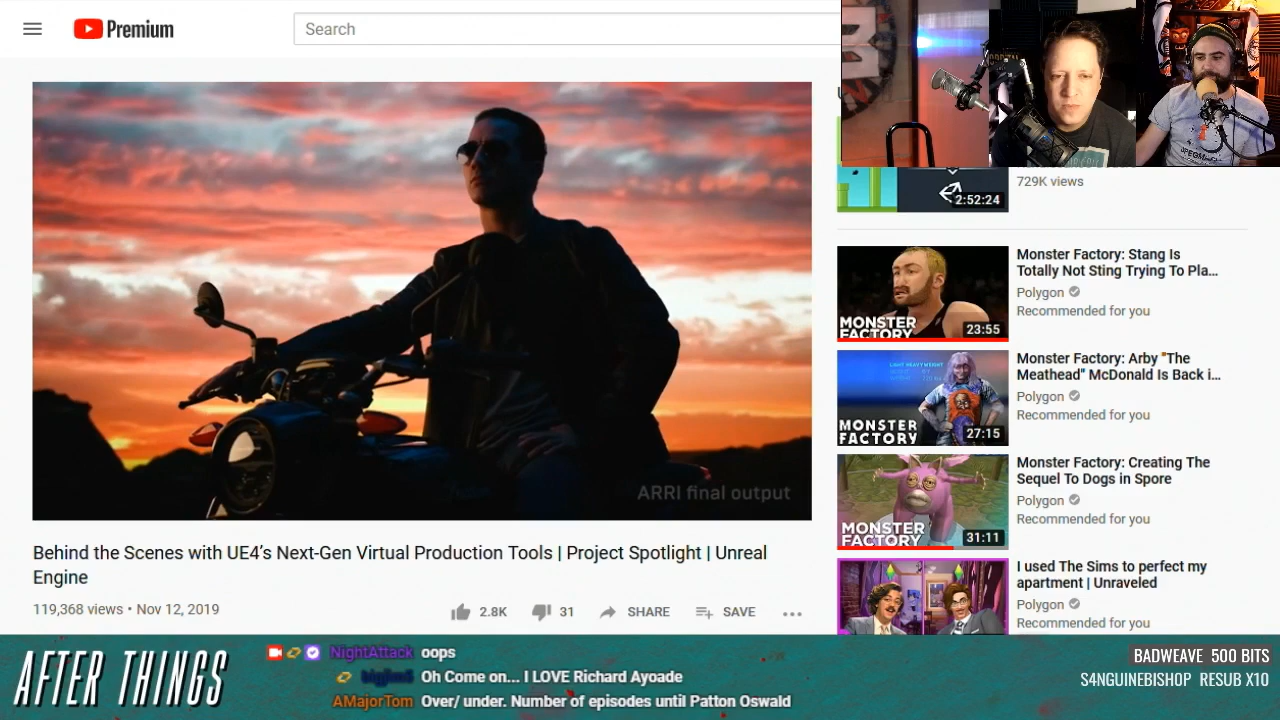 Premium
Search
ARRI final output
Behind the Scenes with UE4's Next-Gen Virtual Production Tools | Project Spotlight | Unreal
Engine
119,368 views • Nov 12, 2019
2.8K
31
SHARE
SAVE
2:52:24
729K views
MONSTER
FACTORY
23:55
Monster Factory: Stang Is
Totally Not Sting Trying To Pla...
Polygon
Recommended for you
LIGHT HEAVYWEIGHT
MONSTER
FACTORY
27:15
Monster Factory: Arby "The
Meathead" McDonald Is Back i...
Polygon
Recommended for you
MONSTER
FACTORY
31:11
Monster Factory: Creating The
Sequel To Dogs in Spore
Polygon
Recommended for you
I used The Sims to perfect my
apartment | Unraveled
Polygon
Recommended for you
AFTER THINGS
NightAttack oops
bigjim5 Oh Come on... I LOVE Richard Ayoade
AMajorTom Over/ under. Number of episodes until Patton Oswald
BADWEAVE 500 BITS
S4NGUINEBISHOP RESUB X10